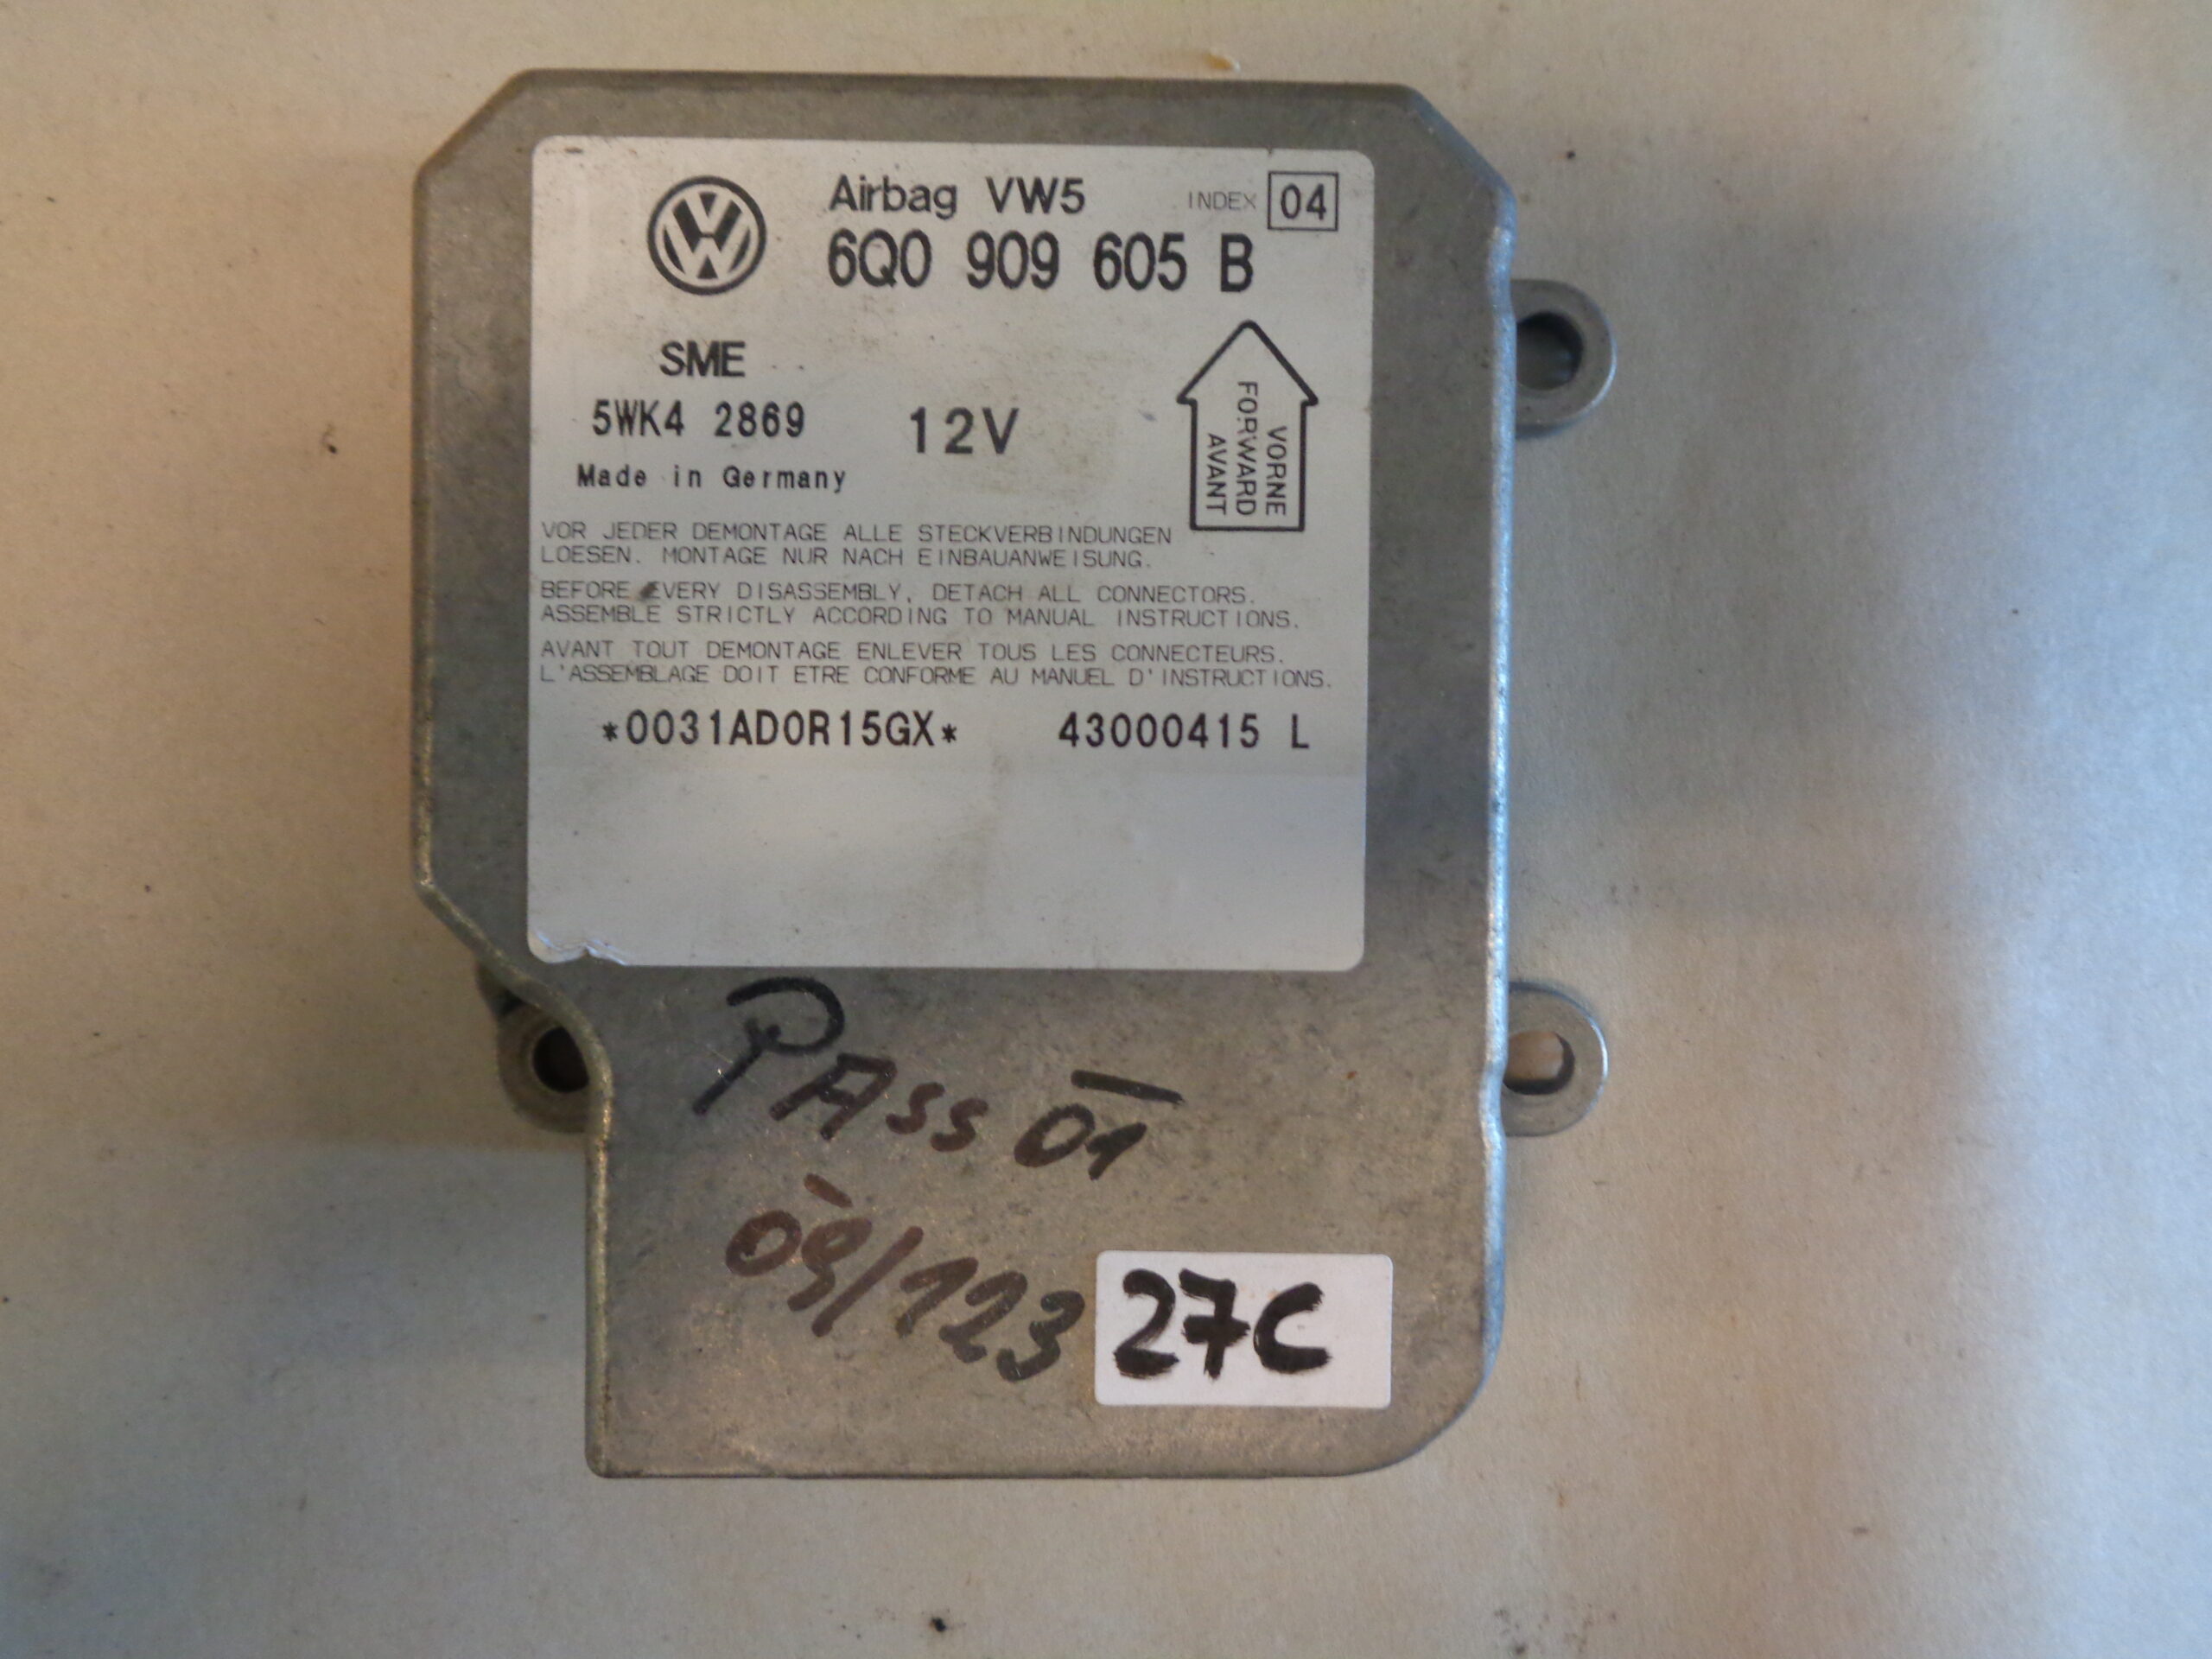 Airbag VW5 INDEX 04
6Q0 909 605 B
SME
5WK4 2869 12V
Made in Germany
VORNE
FORWARD
AVANT
VOR JEDER DEMONTAGE ALLE STECKVERBINDUNGEN
LOESEN. MONTAGE NUR NACH EINBAUANWEISUNG.
BEFORE EVERY DISASSEMBLY, DETACH ALL CONNECTORS.
ASSEMBLE STRICTLY ACCORDING TO MANUAL INSTRUCTIONS.
AVANT TOUT DEMONTAGE ENLEVER TOUS LES CONNECTEURS.
L'ASSEMBLAGE DOIT ETRE CONFORME AU MANUEL D'INSTRUCTIONS.
*0031AD0R15GX* 43000415 L
PAss 01
09/123
27C